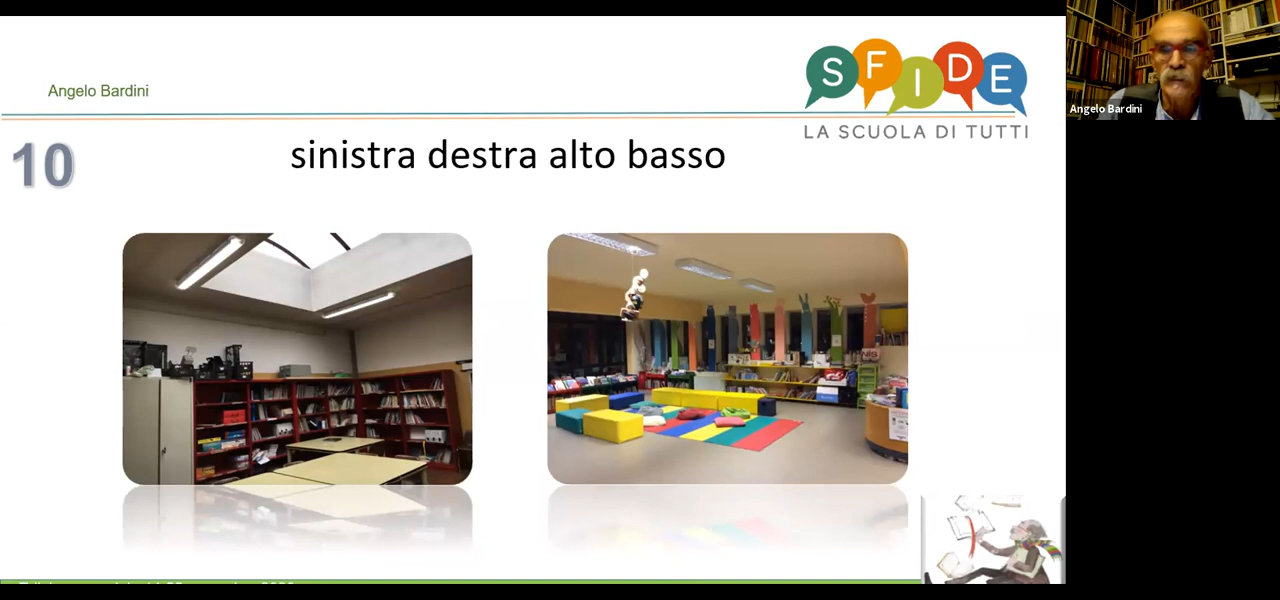 Angelo Bardini
SFIDE
LA SCUOLA DI TUTTI
10
sinistra destra alto basso
Angelo Bardini